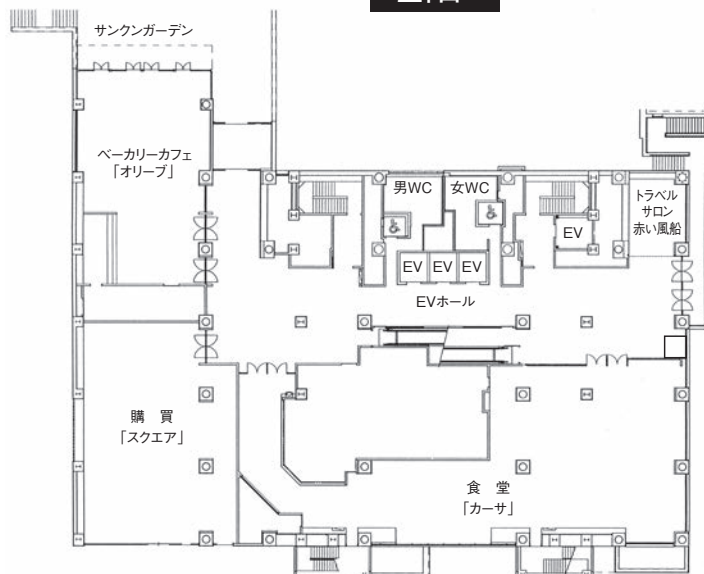 サンクンガーデン
ベーカリーカフェ
「オリーブ」
男WC
女WC
トラベル
サロン
赤い風船
EV
EV
EV
EV
EVホール
購 買
「スクエア」
食 堂
「カーサ」